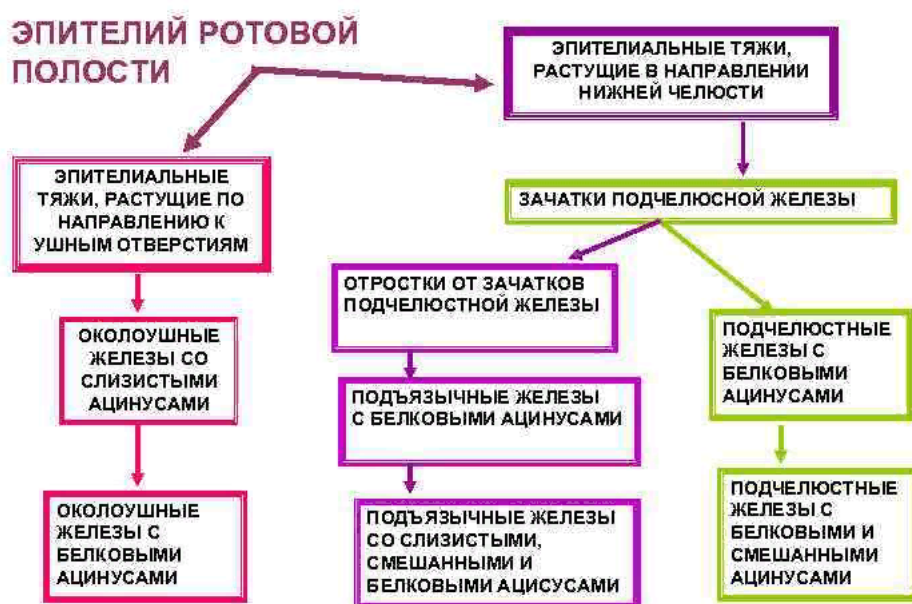 ЭПИТЕЛИЙ РОТОВОЙ
ПОЛОСТИ
ЭПИТЕЛИАЛЬНЫЕ ТЯЖИ,
РАСТУЩИЕ В НАПРАВЛЕНИИ
НИЖНЕЙ ЧЕЛЮСТИ
ЭПИТЕЛИАЛЬНЫЕ
ТЯЖИ, РАСТУЩИЕ ПО
НАПРАВЛЕНИЮ К
УШНЫМ ОТВЕРСТИЯМ
ЗАЧАТКИ ПОДЧЕЛЮСНОЙ ЖЕЛЕЗЫ
ОТРОСТКИ ОТ ЗАЧАТКОВ
ПОДЧЕЛЮСТНОЙ ЖЕЛЕЗЫ
ОКОЛОУШНЫЕ
ЖЕЛЕЗЫ СО
СЛИЗИСТЫМИ
АЦИНУСАМИ
ПОДЧЕЛЮСТНЫЕ
ЖЕЛЕЗЫ С
БЕЛКОВЫМИ
АЦИНУСАМИ
ПОДЪЯЗЫЧНЫЕ ЖЕЛЕЗЫ
С БЕЛКОВЫМИ АЦИНУСАМИ
ОКОЛОУШНЫЕ
ЖЕЛЕЗЫ С
БЕЛКОВЫМИ
АЦИНУСАМИ
ПОДЪЯЗЫЧНЫЕ ЖЕЛЕЗЫ
СО СЛИЗИСТЫМИ,
СМЕШАННЫМИ И
БЕЛКОВЫМИ АЦИСУСАМИ
ПОДЧЕЛЮСТНЫЕ
ЖЕЛЕЗЫ С
БЕЛКОВЫМИ И
СМЕШАННЫМИ
АЦИНУСАМИ